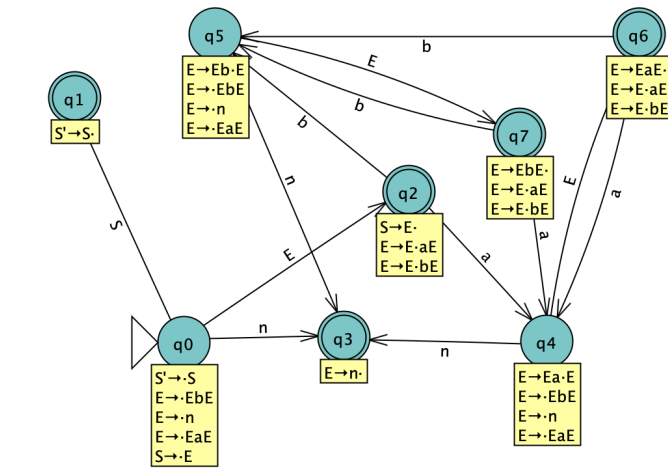 q5
E→Eb·E
E→·EbE
E→·n
E→·EaE
b
q6
E→EaE·
E→E·aE
E→E·bE
E
b
q1
S'→S·
q7
E→EbE·
E→E·aE
E→E·bE
b
n
q2
S→E·
E→E·aE
E→E·bE
E
a
S
E
a
a
q0
S'→·S
E→·EbE
E→·n
E→·EaE
S→·E
n
q3
E→n·
n
q4
E→Ea·E
E→·EbE
E→·n
E→·EaE